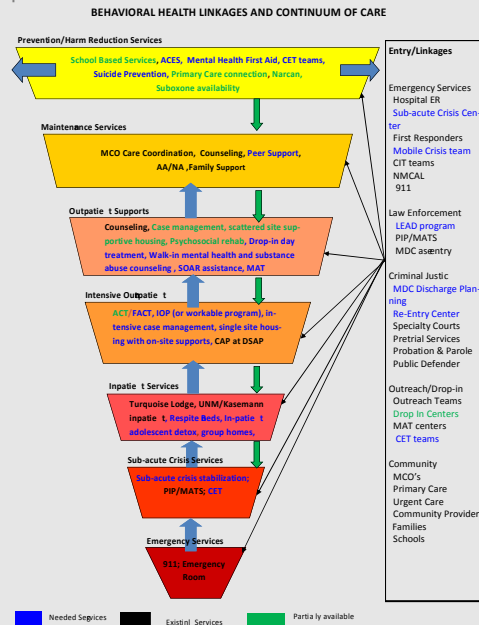 BEHAVIORAL HEALTH LINKAGES AND CONTINUUM OF CARE
Prevention/Harm Reduction Services
School Based Services, ACES, Mental Health First Aid, CET teams,
Suicide Prevention, Primary Care connection, Narcan,
Suboxone availability
Maintenance Services
MCO Care Coordination, Counseling, Peer Support,
AA/NA ,Family Support
Outpatie t Supports
Counseling, Case management, scattered site sup-
portive housing, Psychosocial rehab, Drop-in day
treatment, Walk-in mental health and substance
abuse counseling , SOAR assistance, MAT
Intensive Outpatie t
ACT/FACT, IOP (or workable program), in-
tensive case management, single site hous-
ing with on-site supports, CAP at DSAP
Inpatie t Services
Turquoise Lodge, UNM/Kasemann
inpatie t, Respite Beds, In-patie t
adolescent detox, group homes,
Sub-acute Crisis Services
Sub-acute crisis stabilization;
PIP/MATS; CET
Emergency Services
911; Emergency
Room
Entry/Linkages
Emergency Services
Hospital ER
Sub-acute Crisis Cen-
ter
First Responders
Mobile Crisis team
CIT teams
NMCAL
911
Law Enforcement
LEAD program
PIP/MATS
MDC as entry
Criminal Justic
MDC Discharge Plan-
ning
Re-Entry Center
Specialty Courts
Pretrial Services
Probation & Parole
Public Defender
Outreach/Drop-in
Outreach Teams
Drop In Centers
MAT centers
CET teams
Community
MCO's
Primary Care
Urgent Care
Community Provider
Families
Schools
Needed Services
Existing Services
Partia ly available